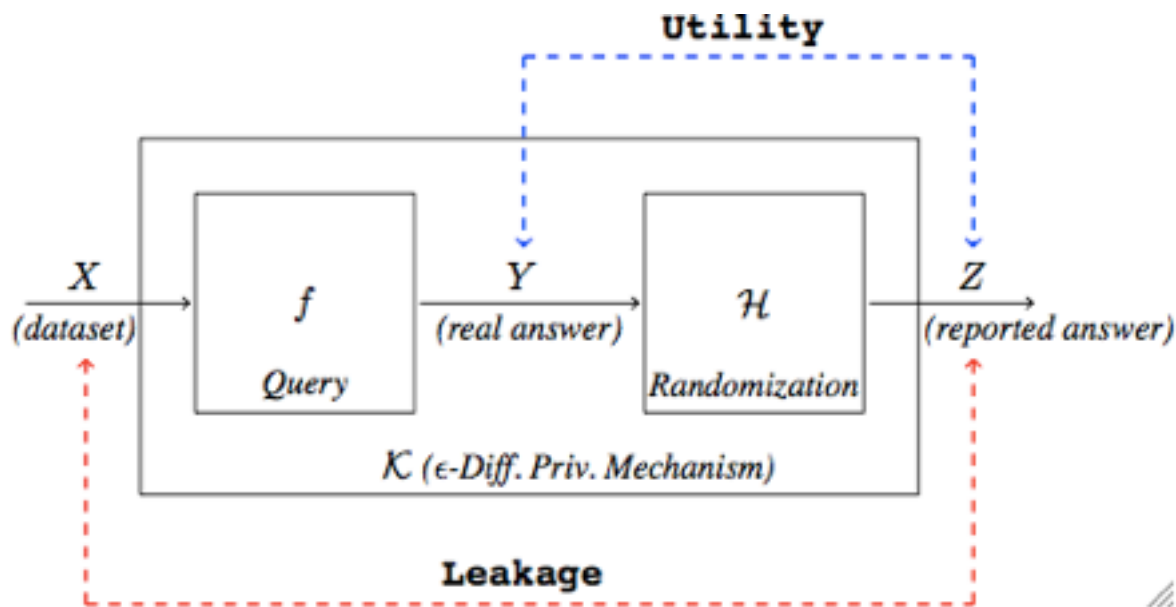 Utility
X
(dataset)
f
Query
Y
(real answer)
ℋ
Randomization
Z
(reported answer)
𝒦 (ϵ-Diff. Priv. Mechanism)
Leakage